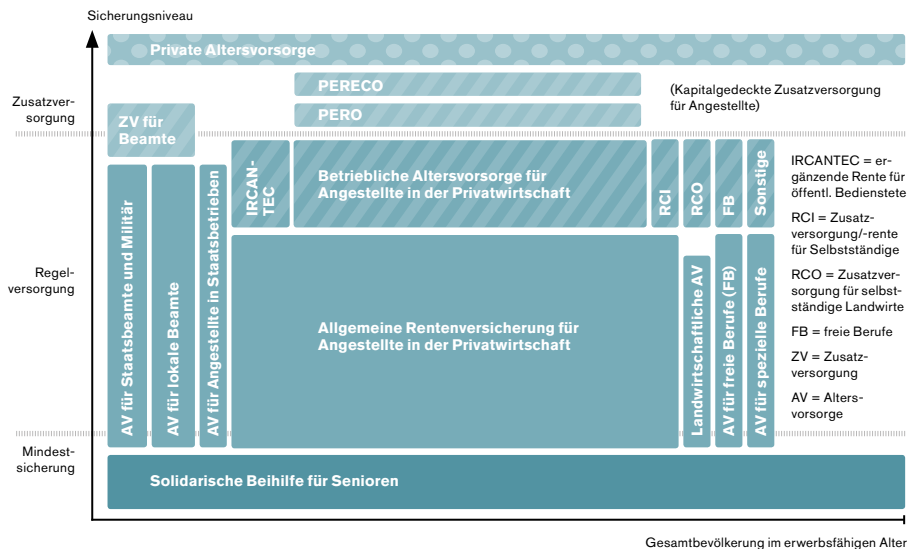 Sicherungsniveau
Private Altersvorsorge
PERECO
(Kapitalgedeckte Zusatzversorgung
für Angestellte)
Zusatzver-
sorgung
ZV für
Beamte
PERO
IRCAN-
TEC
Betriebliche Altersvorsorge für
Angestellte in der Privatwirtschaft
RCI
RCO
FB
Sonstige
IRCANTEC = er-
gänzende Rente für
öffentl. Bedienstete
RCI = Zusatz-
versorgung/-rente
für Selbstständige
RCO = Zusatzver-
sorgung für selbst-
ständige Landwirte
FB = freie Berufe
ZV = Zusatz-
versorgung
AV = Alters-
vorsorge
Regel-
versorgung
AV für Staatsbeamte und Militär
AV für lokale Beamte
AV für Angestellte in Staatsbetrieben
Allgemeine Rentenversicherung für
Angestellte in der Privatwirtschaft
Landwirtschaftliche AV
AV für freie Berufe (FB)
AV für spezielle Berufe
Mindest-
sicherung
Solidarische Beihilfe für Senioren
Gesamtbevölkerung im erwerbsfähigen Alter